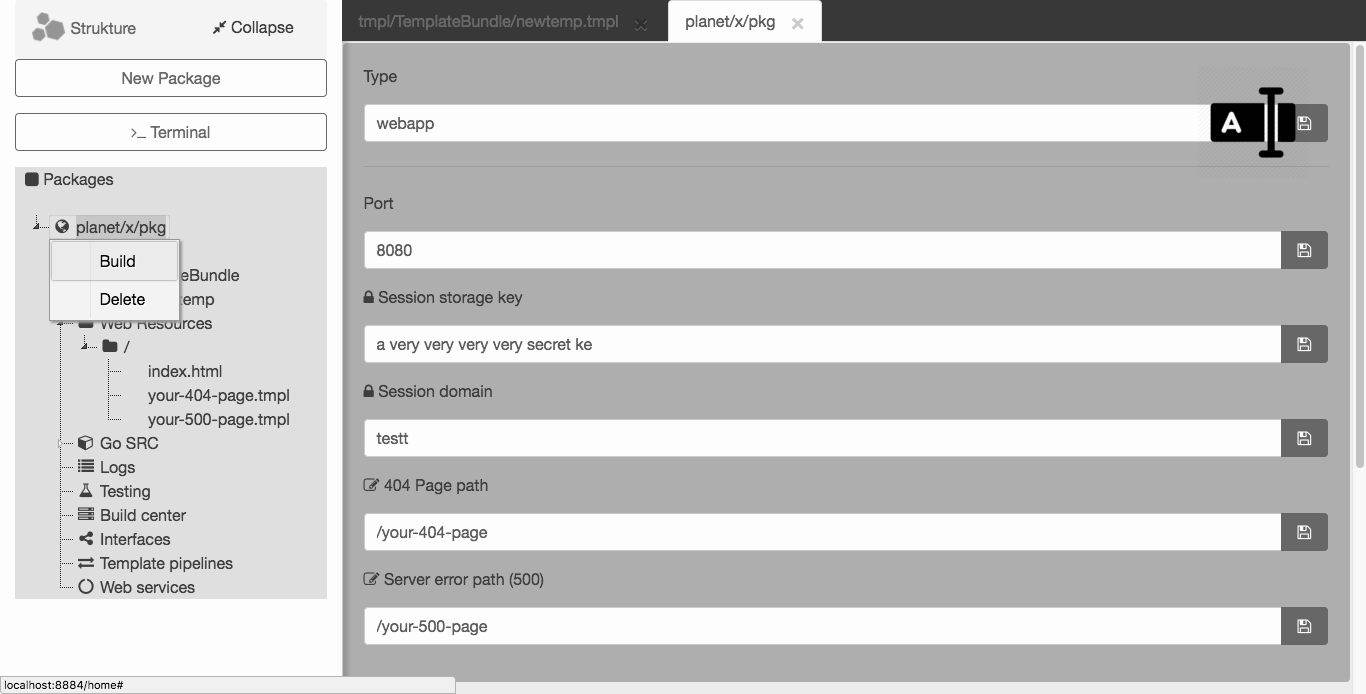 Strukture
Collapse
New Package
>_ Terminal
Packages
planet/x/pkg
Build
Delete
eBundle
temp
Web Resources
/
index.html
your-404-page.tmpl
your-500-page.tmpl
Go SRC
Logs
Testing
Build center
Interfaces
Template pipelines
Web services
localhost:8884/home#
tmpl/TemplateBundle/newtemp.tmpl
planet/x/pkg
Type
webapp
A
Port
8080
Session storage key
a very very very very secret ke
Session domain
testt
404 Page path
/your-404-page
Server error path (500)
/your-500-page